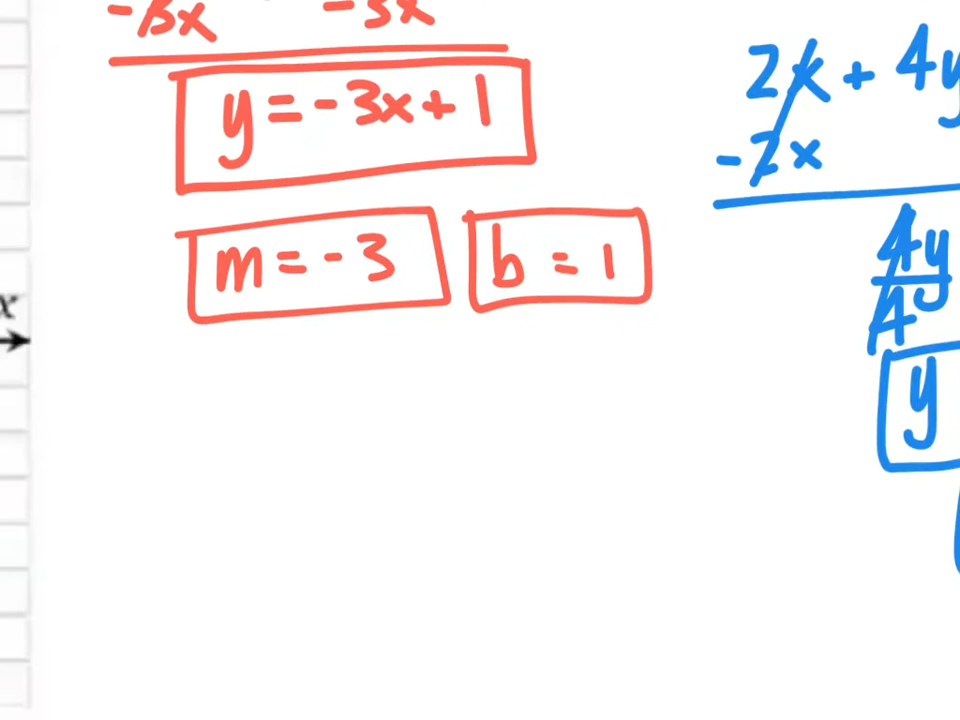 -3x -3x
y = -3x + 1
m = -3 b = 1
x
2x + 4y
-2x
4y
4
y